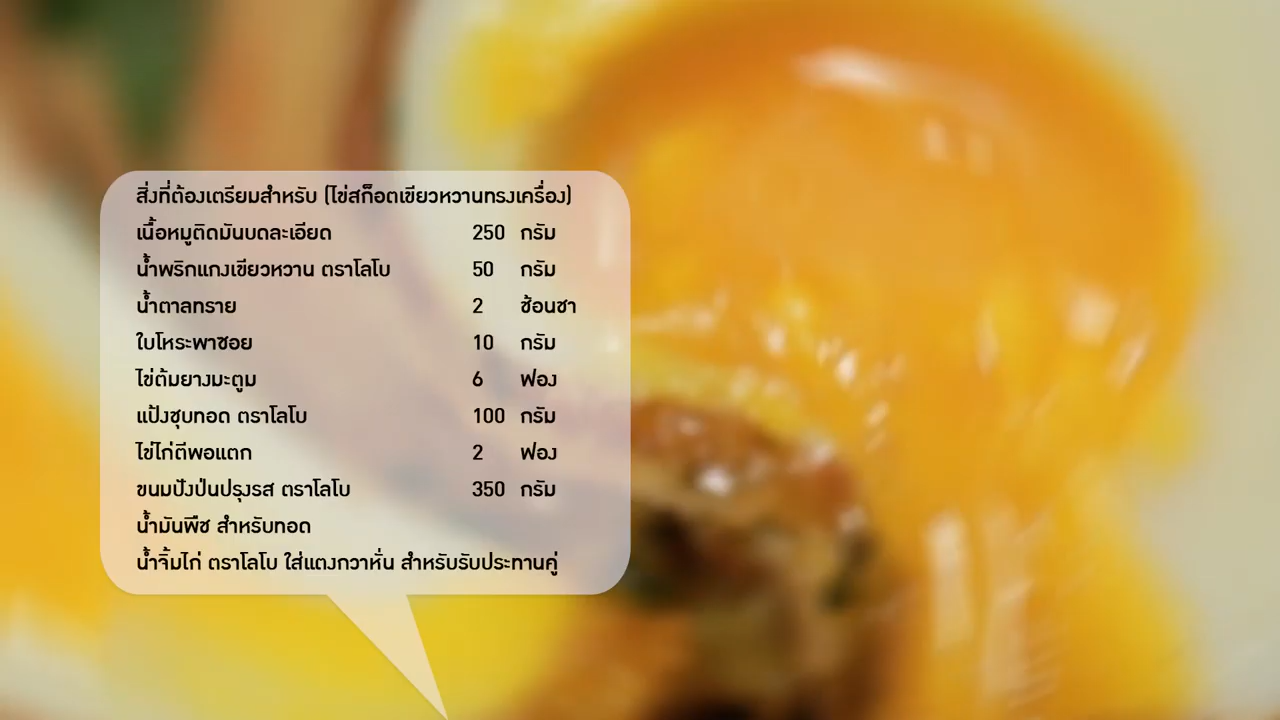 สิ่งที่ต้องเตรียมสำหรับ (ไข่สก็อตเขียวหวานทรงเครื่อง)
เนื้อหมูติดมันบดละเอียด 250 กรัม
น้ำพริกแกงเขียวหวาน ตราโลโบ 50 กรัม
น้ำตาลทราย 2 ช้อนชา
ใบโหระพาซอย 10 กรัม
ไข่ต้มยางมะตูม 6 ฟอง
แป้งชุบทอด ตราโลโบ 100 กรัม
ไข่ไก่ตีพอแตก 2 ฟอง
ขนมปังป่นปรุงรส ตราโลโบ 350 กรัม
น้ำมันพืช สำหรับทอด
น้ำจิ้มไก่ ตราโลโบ ใส่แตงกวาหั่น สำหรับรับประทานคู่